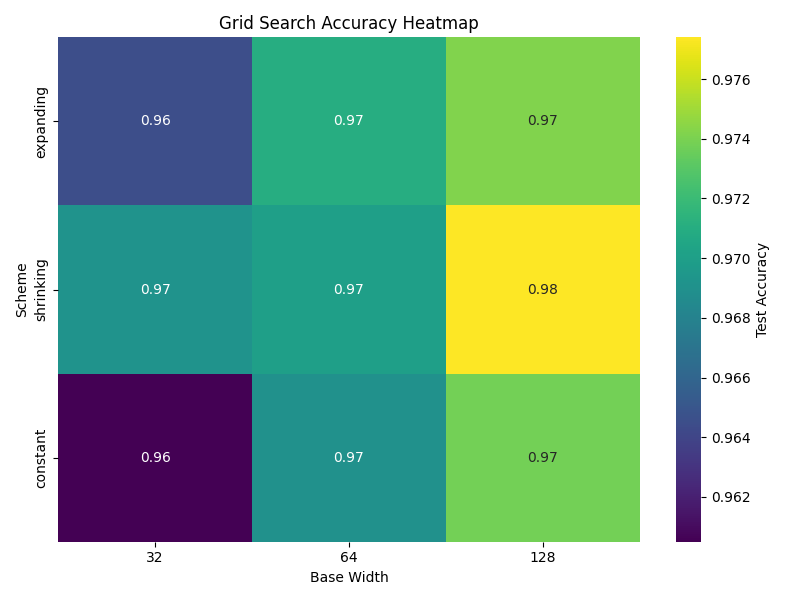 Grid Search Accuracy Heatmap
expanding
shrinking
constant
Scheme
0.96
0.97
0.97
0.97
0.97
0.98
0.96
0.97
0.97
32
64
128
Base Width
0.976
0.974
0.972
0.970
0.968
0.966
0.964
0.962
Test Accuracy